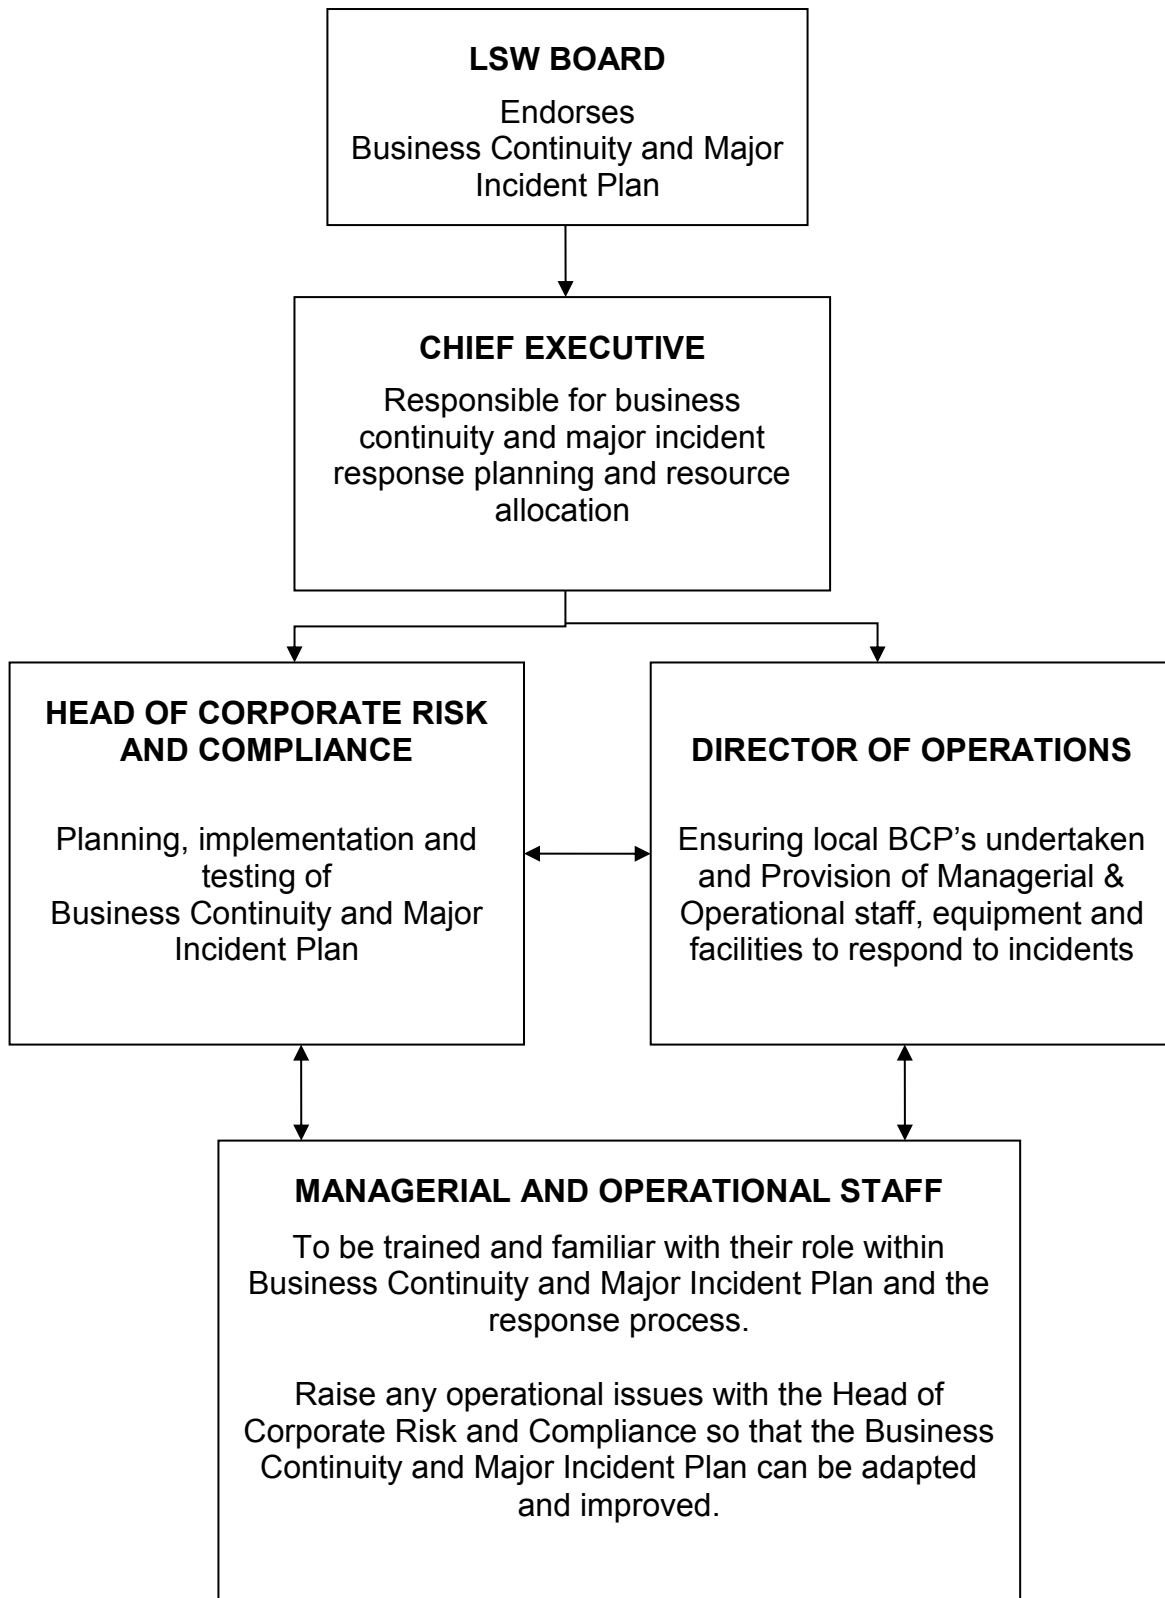 LSW BOARD
Endorses
Business Continuity and Major
Incident Plan
CHIEF EXECUTIVE
Responsible for business
continuity and major incident
response planning and resource
allocation
HEAD OF CORPORATE RISK
AND COMPLIANCE
Planning, implementation and
testing of
Business Continuity and Major
Incident Plan
DIRECTOR OF OPERATIONS
Ensuring local BCP’s undertaken
and Provision of Managerial &
Operational staff, equipment and
facilities to respond to incidents
MANAGERIAL AND OPERATIONAL STAFF
To be trained and familiar with their role within
Business Continuity and Major Incident Plan and the
response process.
Raise any operational issues with the Head of
Corporate Risk and Compliance so that the Business
Continuity and Major Incident Plan can be adapted
and improved.